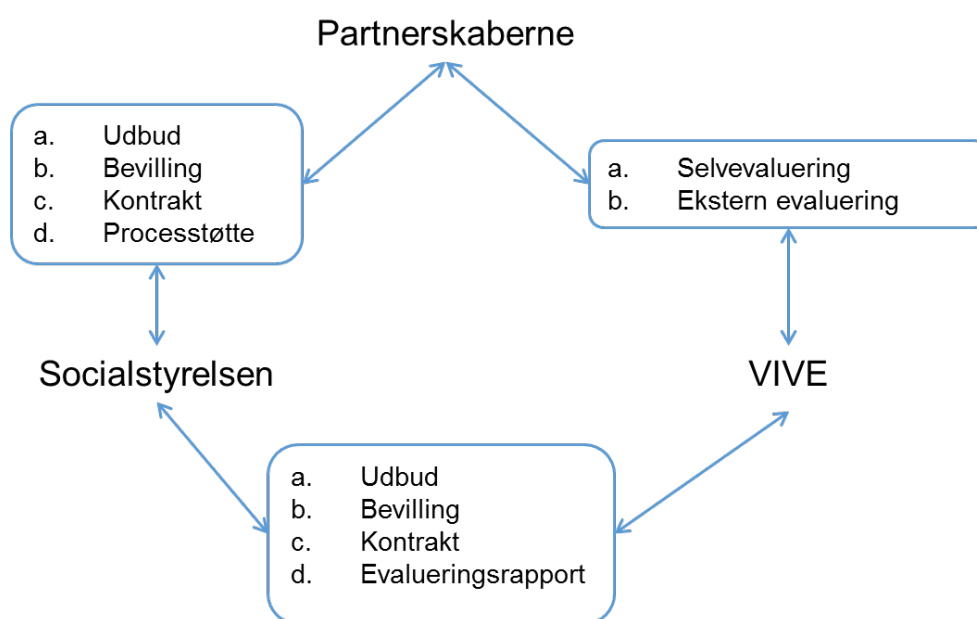 Partnerskaberne
a. Udbud
b. Bevilling
c. Kontrakt
d. Processtøtte
a. Selvevaluering
b. Ekstern evaluering
Socialstyrelsen
VIVE
a. Udbud
b. Bevilling
c. Kontrakt
d. Evalueringsrapport